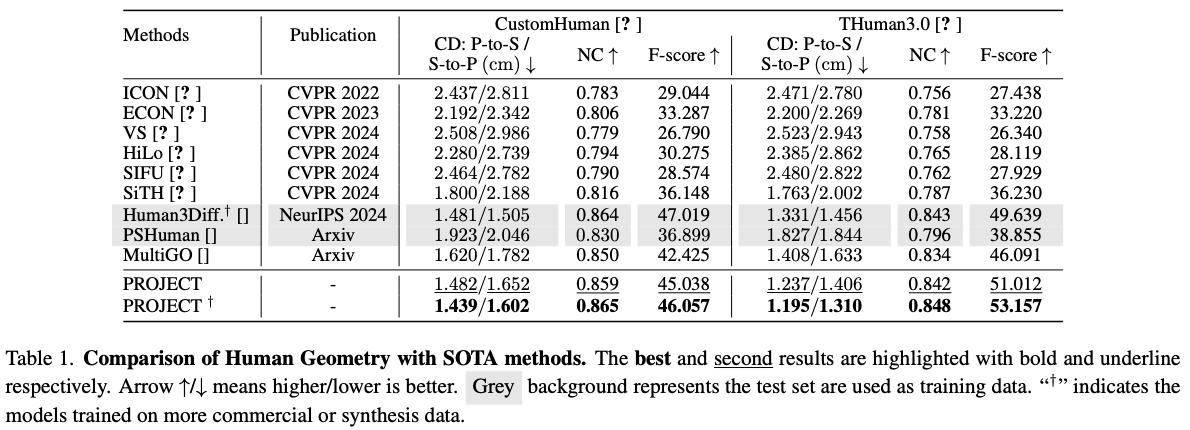 Methods Publication CustomHuman [? ] THuman3.0 [? ]
CD: P-to-S / S-to-P (cm) ↓ NC ↑ F-score ↑ CD: P-to-S / S-to-P (cm) ↓ NC ↑ F-score ↑
ICON [? ] CVPR 2022 2.437/2.811 0.783 29.044 2.471/2.780 0.756 27.438
ECON [? ] CVPR 2023 2.192/2.342 0.806 33.287 2.200/2.269 0.781 33.220
VS [? ] CVPR 2024 2.508/2.986 0.779 26.790 2.523/2.943 0.758 26.340
HiLo [? ] CVPR 2024 2.280/2.739 0.794 30.275 2.385/2.862 0.765 28.119
SIFU [? ] CVPR 2024 2.464/2.782 0.790 28.574 2.480/2.822 0.762 27.929
SiTH [? ] CVPR 2024 1.800/2.188 0.816 36.148 1.763/2.002 0.787 36.230
Human3Diff.† [] NeurIPS 2024 1.481/1.505 0.864 47.019 1.331/1.456 0.843 49.639
PSHuman [] Arxiv 1.923/2.046 0.830 36.899 1.827/1.844 0.796 38.855
MultiGO [] Arxiv 1.620/1.782 0.850 42.425 1.408/1.633 0.834 46.091
PROJECT - 1.482/1.652 0.859 45.038 1.237/1.406 0.842 51.012
PROJECT † - 1.439/1.602 0.865 46.057 1.195/1.310 0.848 53.157
Table 1. Comparison of Human Geometry with SOTA methods. The best and second results are highlighted with bold and underline
respectively. Arrow ↑/↓ means higher/lower is better. Grey background represents the test set are used as training data. “†” indicates the
models trained on more commercial or synthesis data.